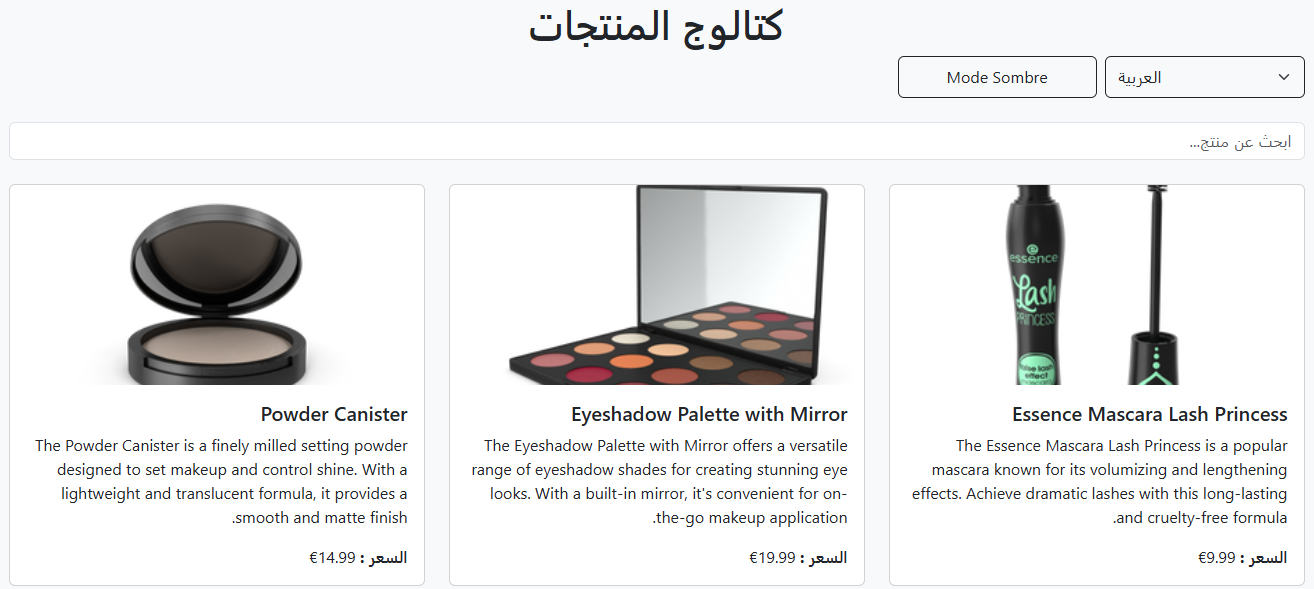 كتالوج المنتجات
العربية
Mode Sombre
ابحث عن منتج...
essence
Lash
PRINCESS
false lash
effect
mascara
Essence Mascara Lash Princess
The Essence Mascara Lash Princess is a popular
mascara known for its volumizing and lengthening
effects. Achieve dramatic lashes with this long-lasting
and cruelty-free formula.
السعر : 9.99€
Eyeshadow Palette with Mirror
The Eyeshadow Palette with Mirror offers a versatile
range of eyeshadow shades for creating stunning eye
looks. With a built-in mirror, it's convenient for on-
the-go makeup application.
السعر : 19.99€
Powder Canister
The Powder Canister is a finely milled setting powder
designed to set makeup and control shine. With a
lightweight and translucent formula, it provides a
smooth and matte finish.
السعر : 14.99€